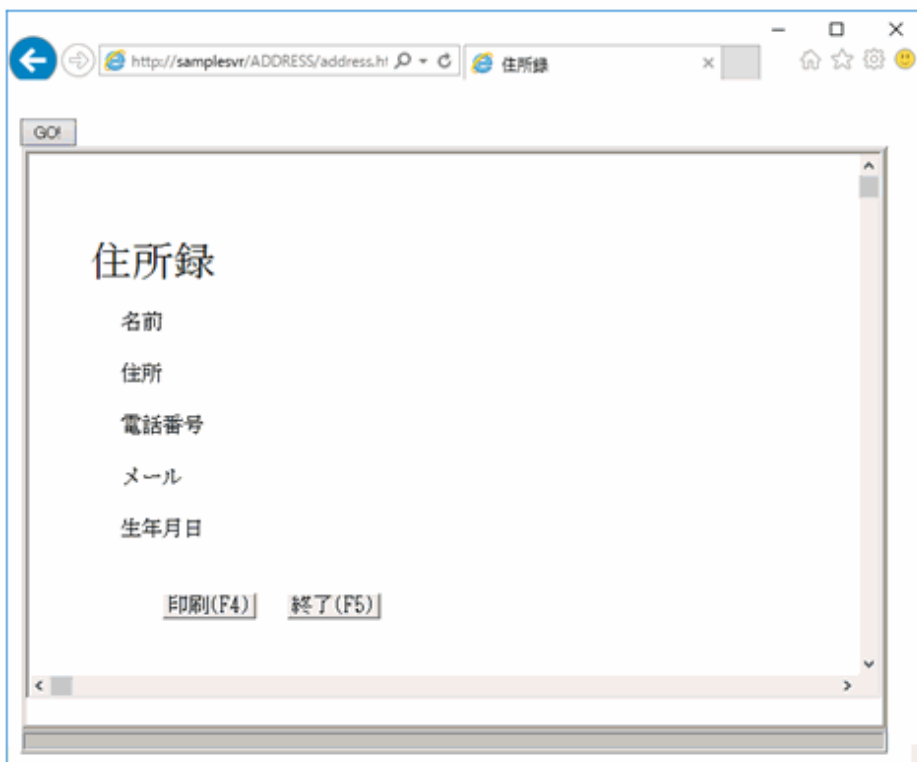 http://samplesvr/ADDRESS/address.ht
住所録
GO!
住所録
名前
住所
電話番号
メール
生年月日
印刷(F4) 終了(F5)